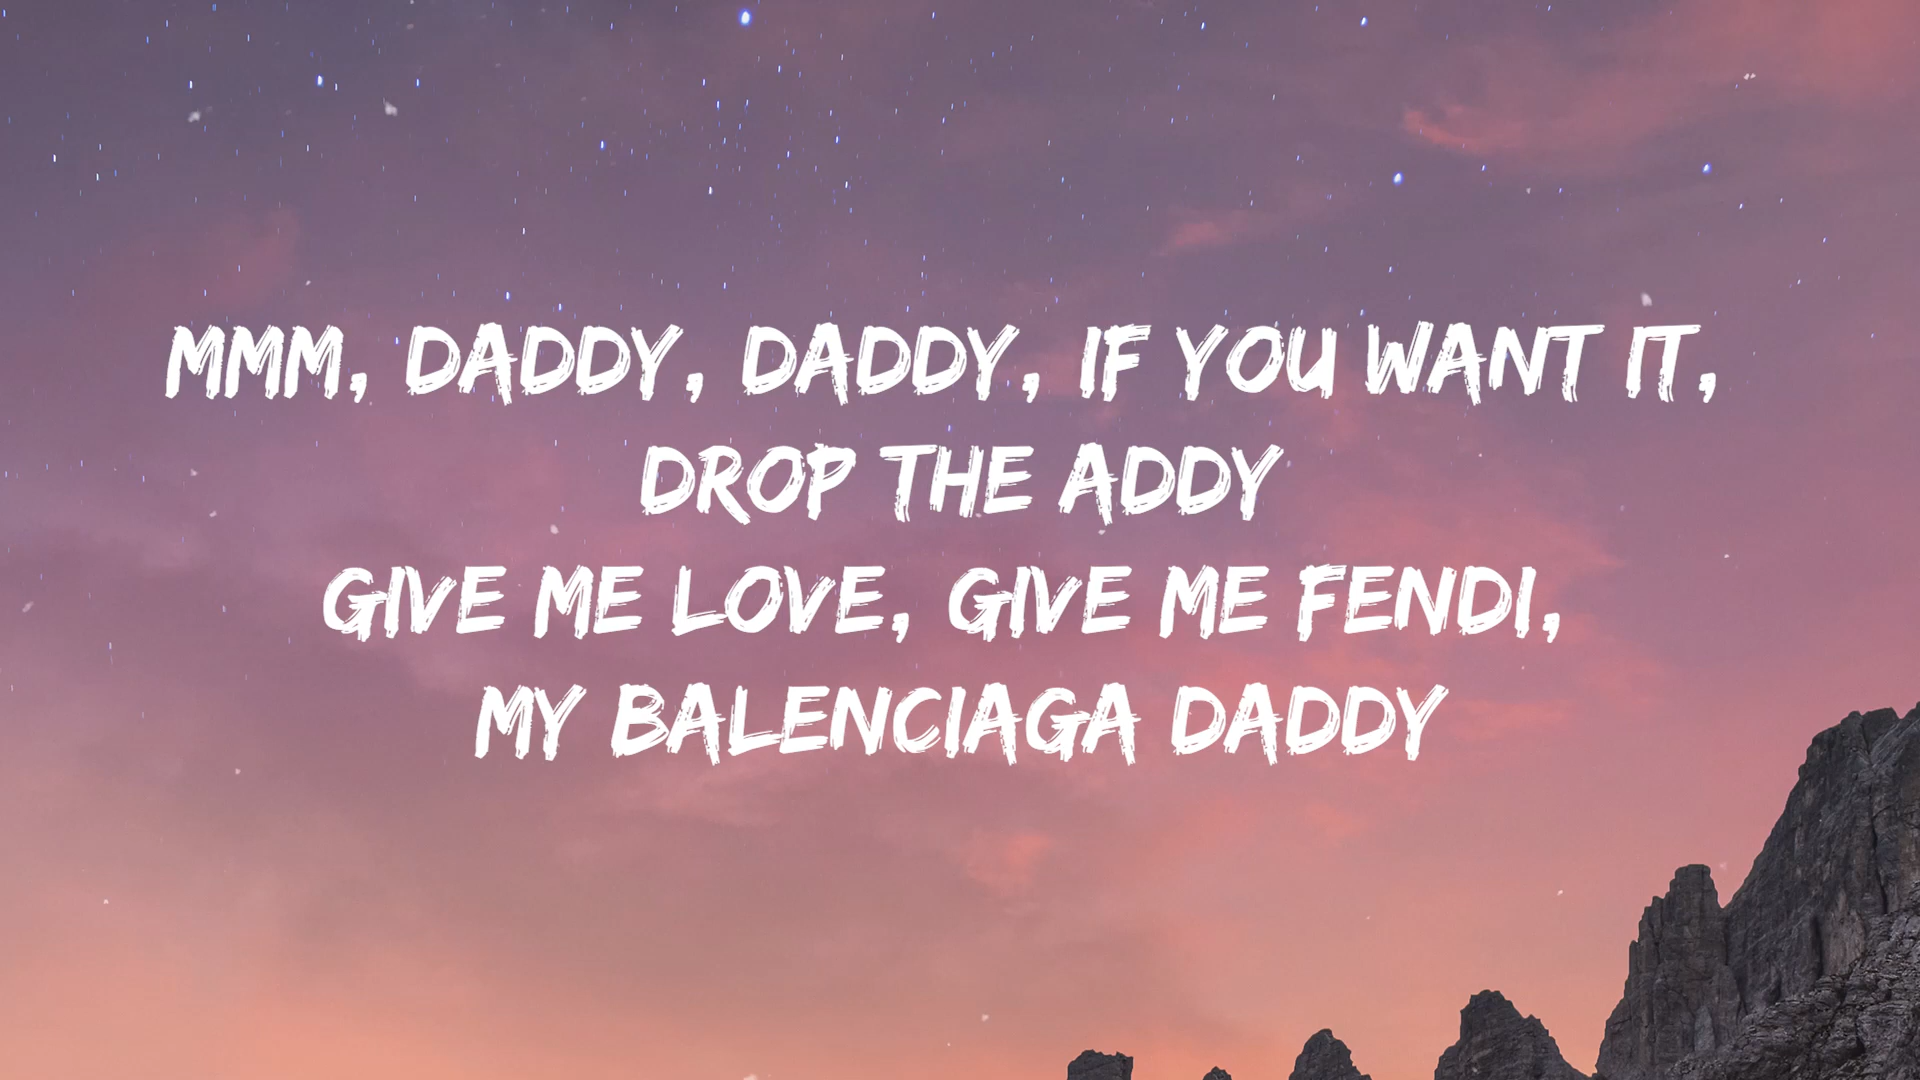 MMM, DADDY, DADDY, IF YOU WANT IT,
DROP THE ADDY
GIVE ME LOVE, GIVE ME FENDI,
MY BALENCIAGA DADDY